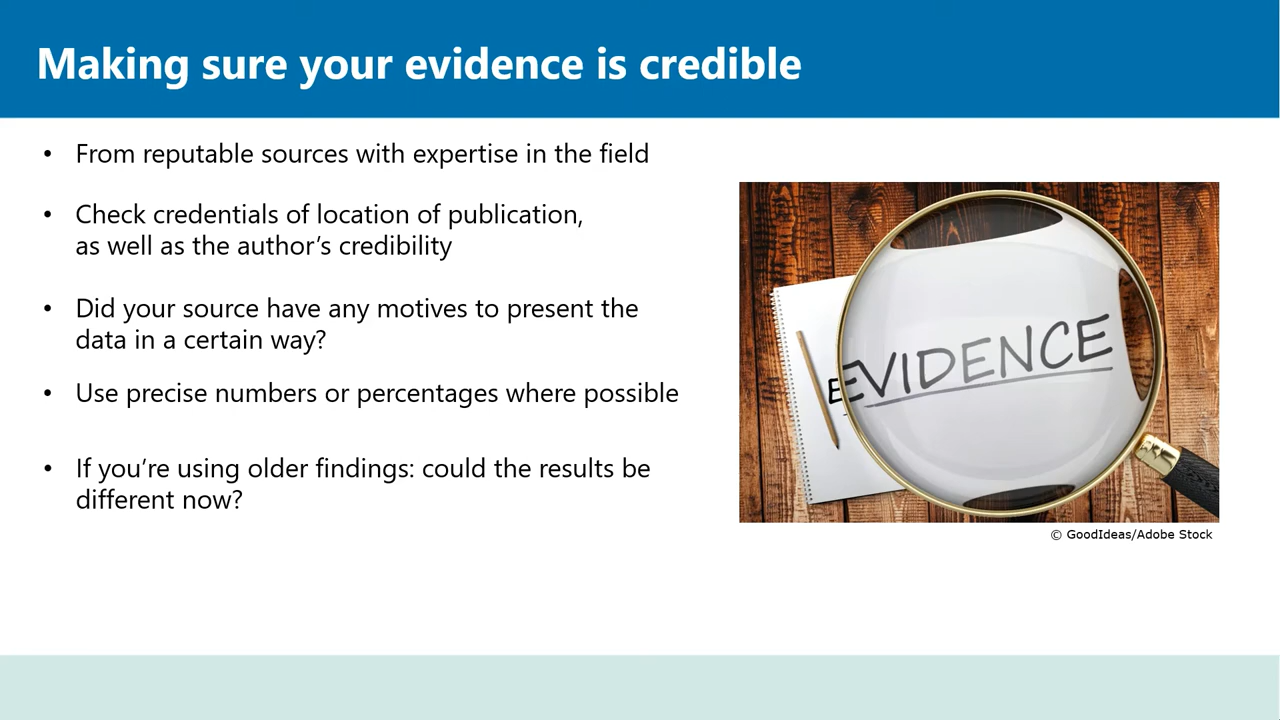 Making sure your evidence is credible
• From reputable sources with expertise in the field
• Check credentials of location of publication,
as well as the author’s credibility
• Did your source have any motives to present the
data in a certain way?
• Use precise numbers or percentages where possible
• If you’re using older findings: could the results be
different now?
EVIDENCE
© GoodIdeas/Adobe Stock